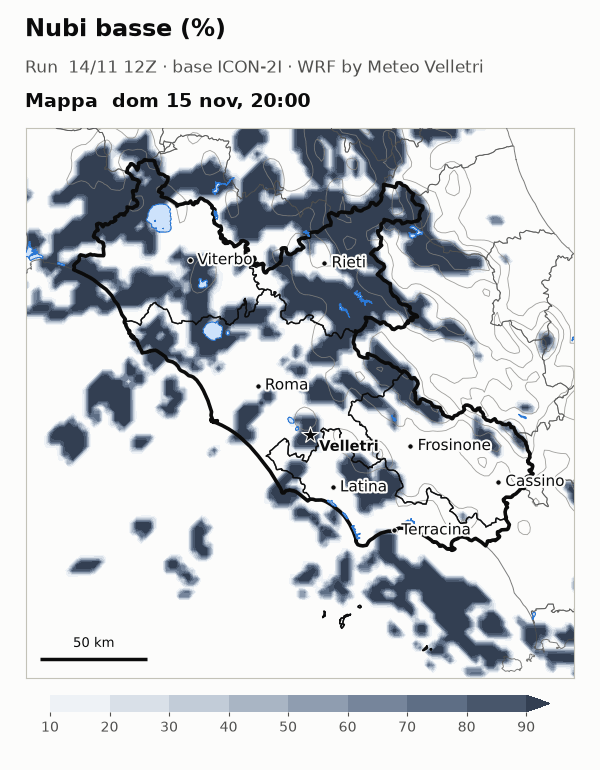 Nubi basse (%)
Run 14/11 12Z · base ICON-2I · WRF by Meteo Velletri
Mappa dom 15 nov, 20:00
Viterbo
Rieti
Roma
Velletri
Frosinone
Cassino
Latina
Terracina
50 km
10 20 30 40 50 60 70 80 90